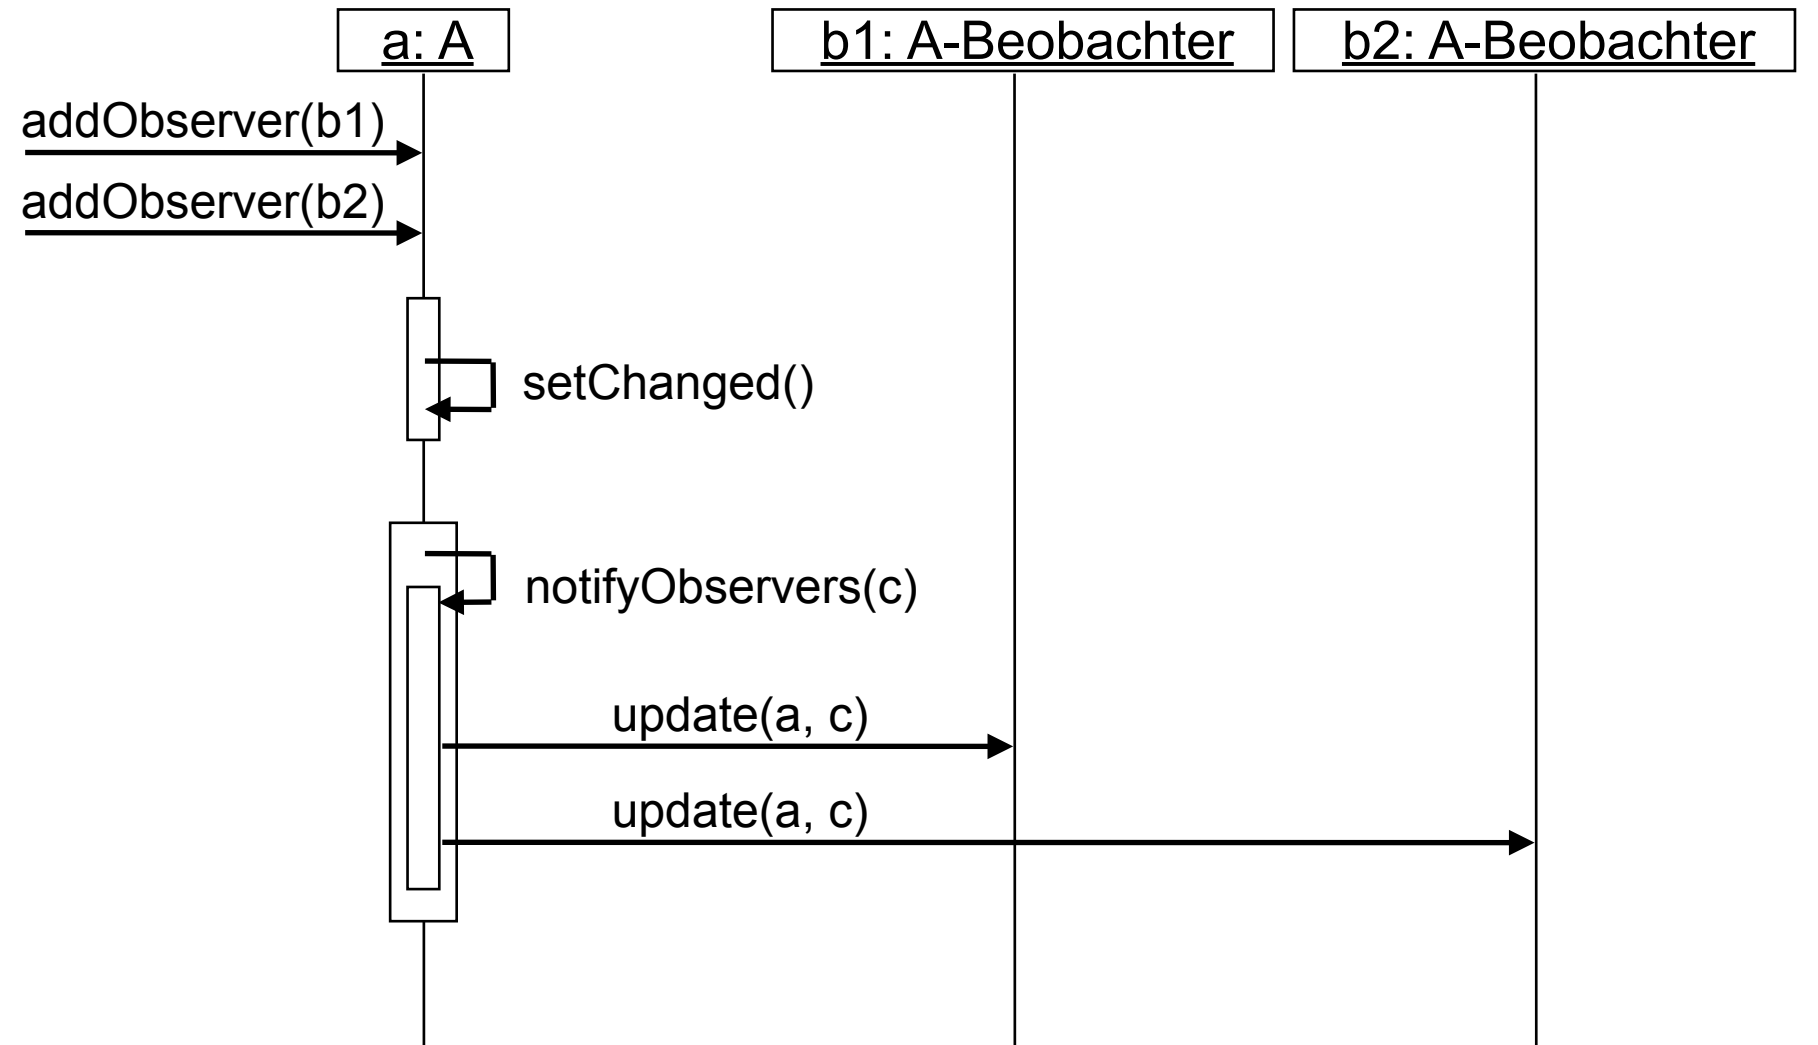 a: A
b1: A-Beobachter
b2: A-Beobachter
addObserver(b1)
addObserver(b2)
setChanged()
notifyObservers(c)
update(a, c)
update(a, c)